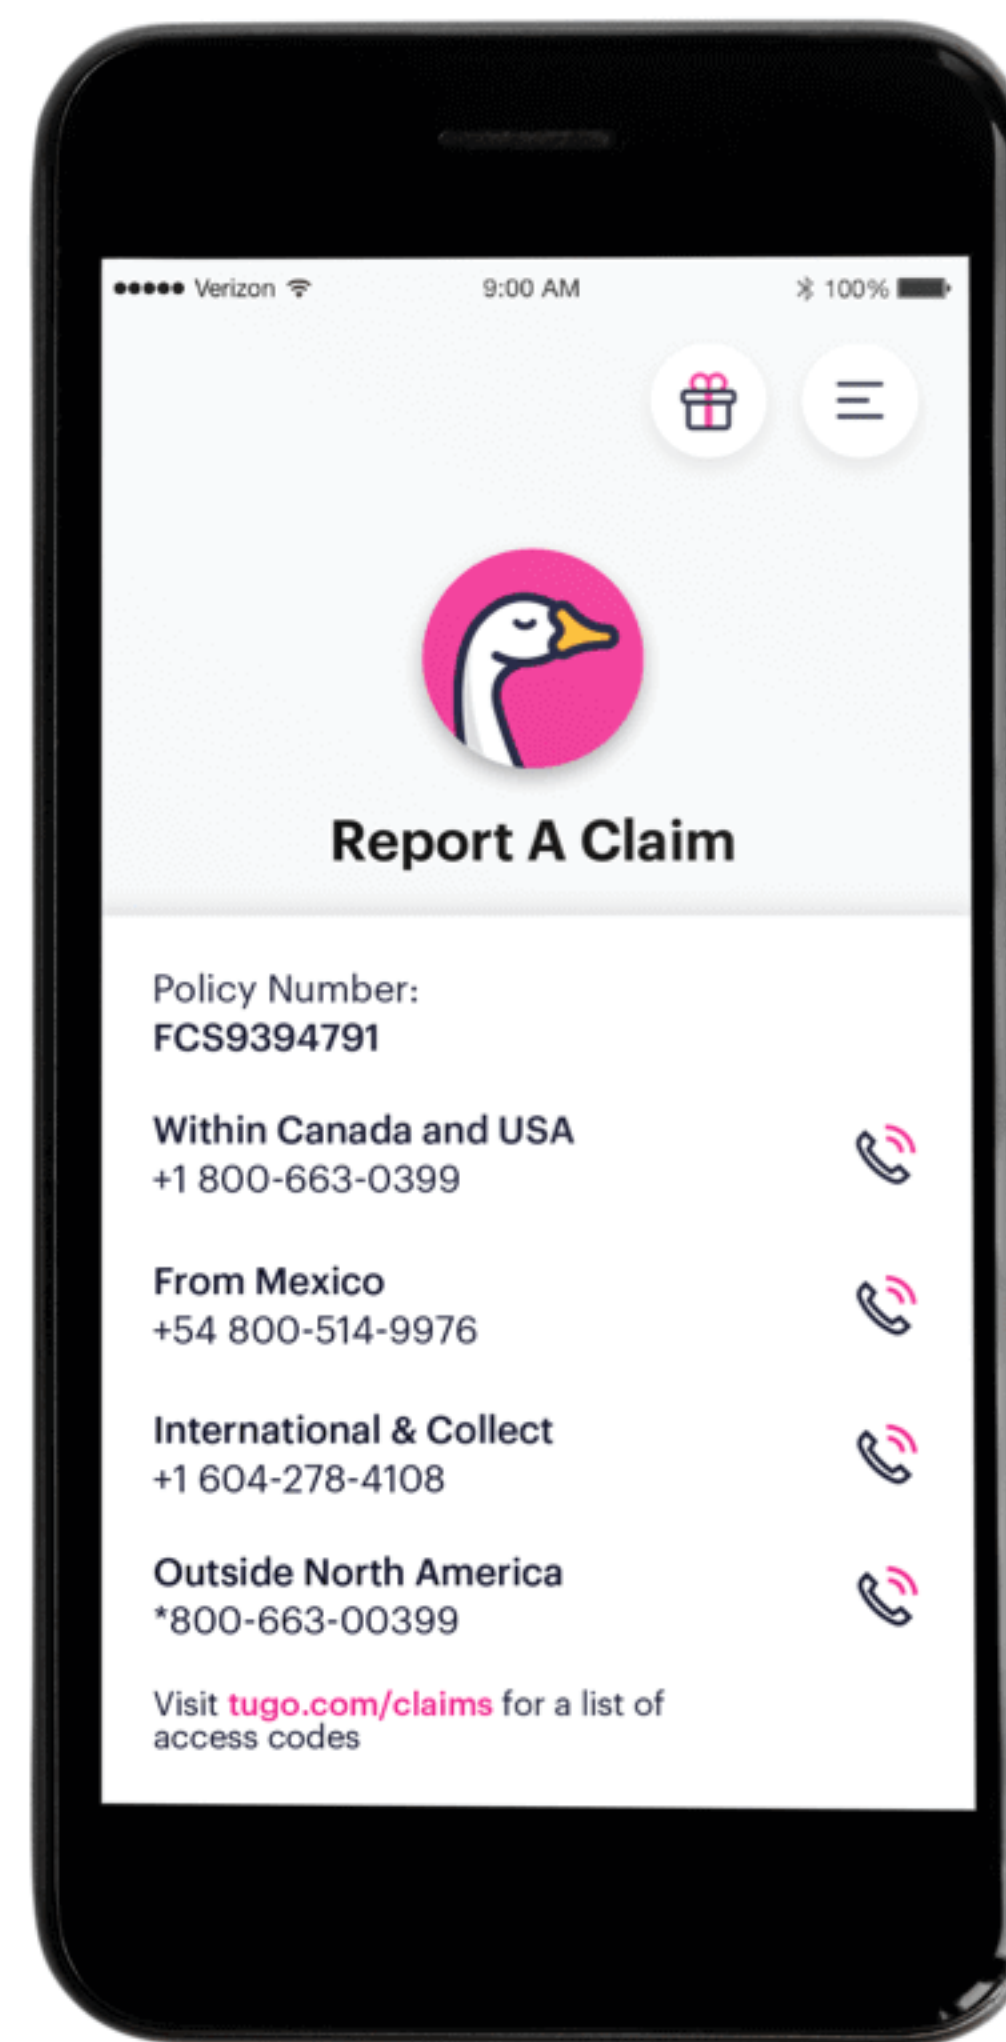 Verizon 9:00 AM 100%
Report A Claim
Policy Number:
FCS9394791
Within Canada and USA
+1 800-663-0399
From Mexico
+54 800-514-9976
International & Collect
+1 604-278-4108
Outside North America
*800-663-00399
Visit tugo.com/claims for a list of
access codes